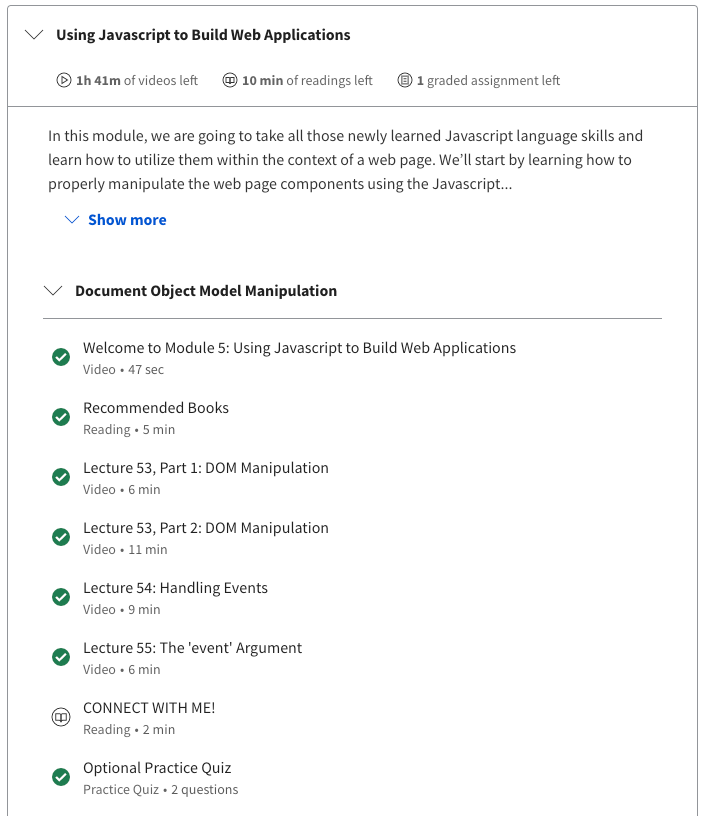 Using Javascript to Build Web Applications
1h 41m of videos left 10 min of readings left 1 graded assignment left
In this module, we are going to take all those newly learned Javascript language skills and
learn how to utilize them within the context of a web page. We’ll start by learning how to
properly manipulate the web page components using the Javascript...
Show more
Document Object Model Manipulation
Welcome to Module 5: Using Javascript to Build Web Applications
Video • 47 sec
Recommended Books
Reading • 5 min
Lecture 53, Part 1: DOM Manipulation
Video • 6 min
Lecture 53, Part 2: DOM Manipulation
Video • 11 min
Lecture 54: Handling Events
Video • 9 min
Lecture 55: The 'event' Argument
Video • 6 min
CONNECT WITH ME!
Reading • 2 min
Optional Practice Quiz
Practice Quiz • 2 questions